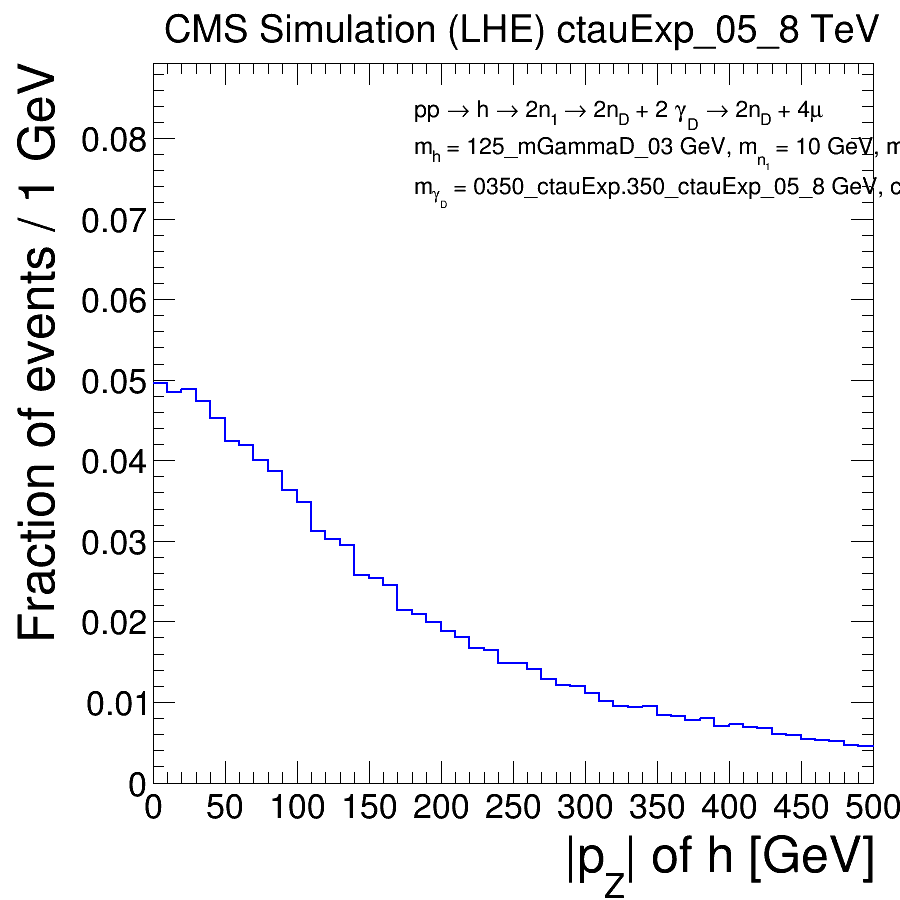 CMS Simulation (LHE) ctauExp_05_8 TeV
pp → h → 2n1 → 2nD + 2 γD → 2nD + 4μ
mh = 125_mGammaD_03 GeV, mn1 = 10 GeV, m
mγD = 0350_ctauExp.350_ctauExp_05_8 GeV, c
Fraction of events / 1 GeV
0.08
0.07
0.06
0.05
0.04
0.03
0.02
0.01
0
0 50 100 150 200 250 300 350 400 450 500
|pZ| of h [GeV]